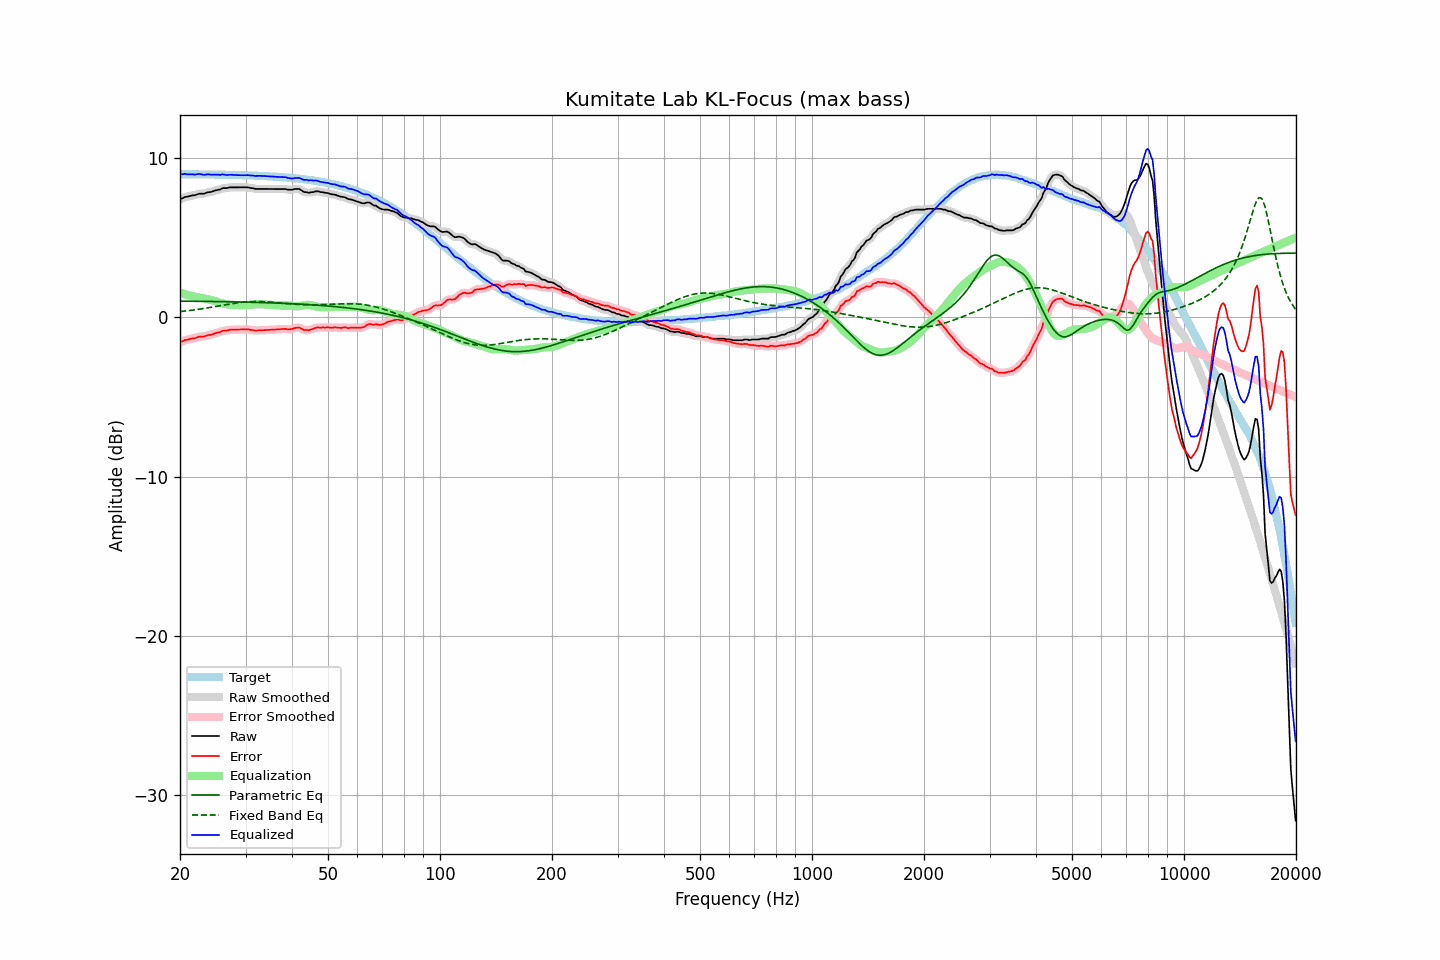 Kumitate Lab KL-Focus (max bass)
Amplitude (dBr)
10
0
−10
−20
−30
Target
Raw Smoothed
Error Smoothed
Raw
Error
Equalization
Parametric Eq
Fixed Band Eq
Equalized
20 50 100 200 500 1000 2000 5000 10000 20000
Frequency (Hz)